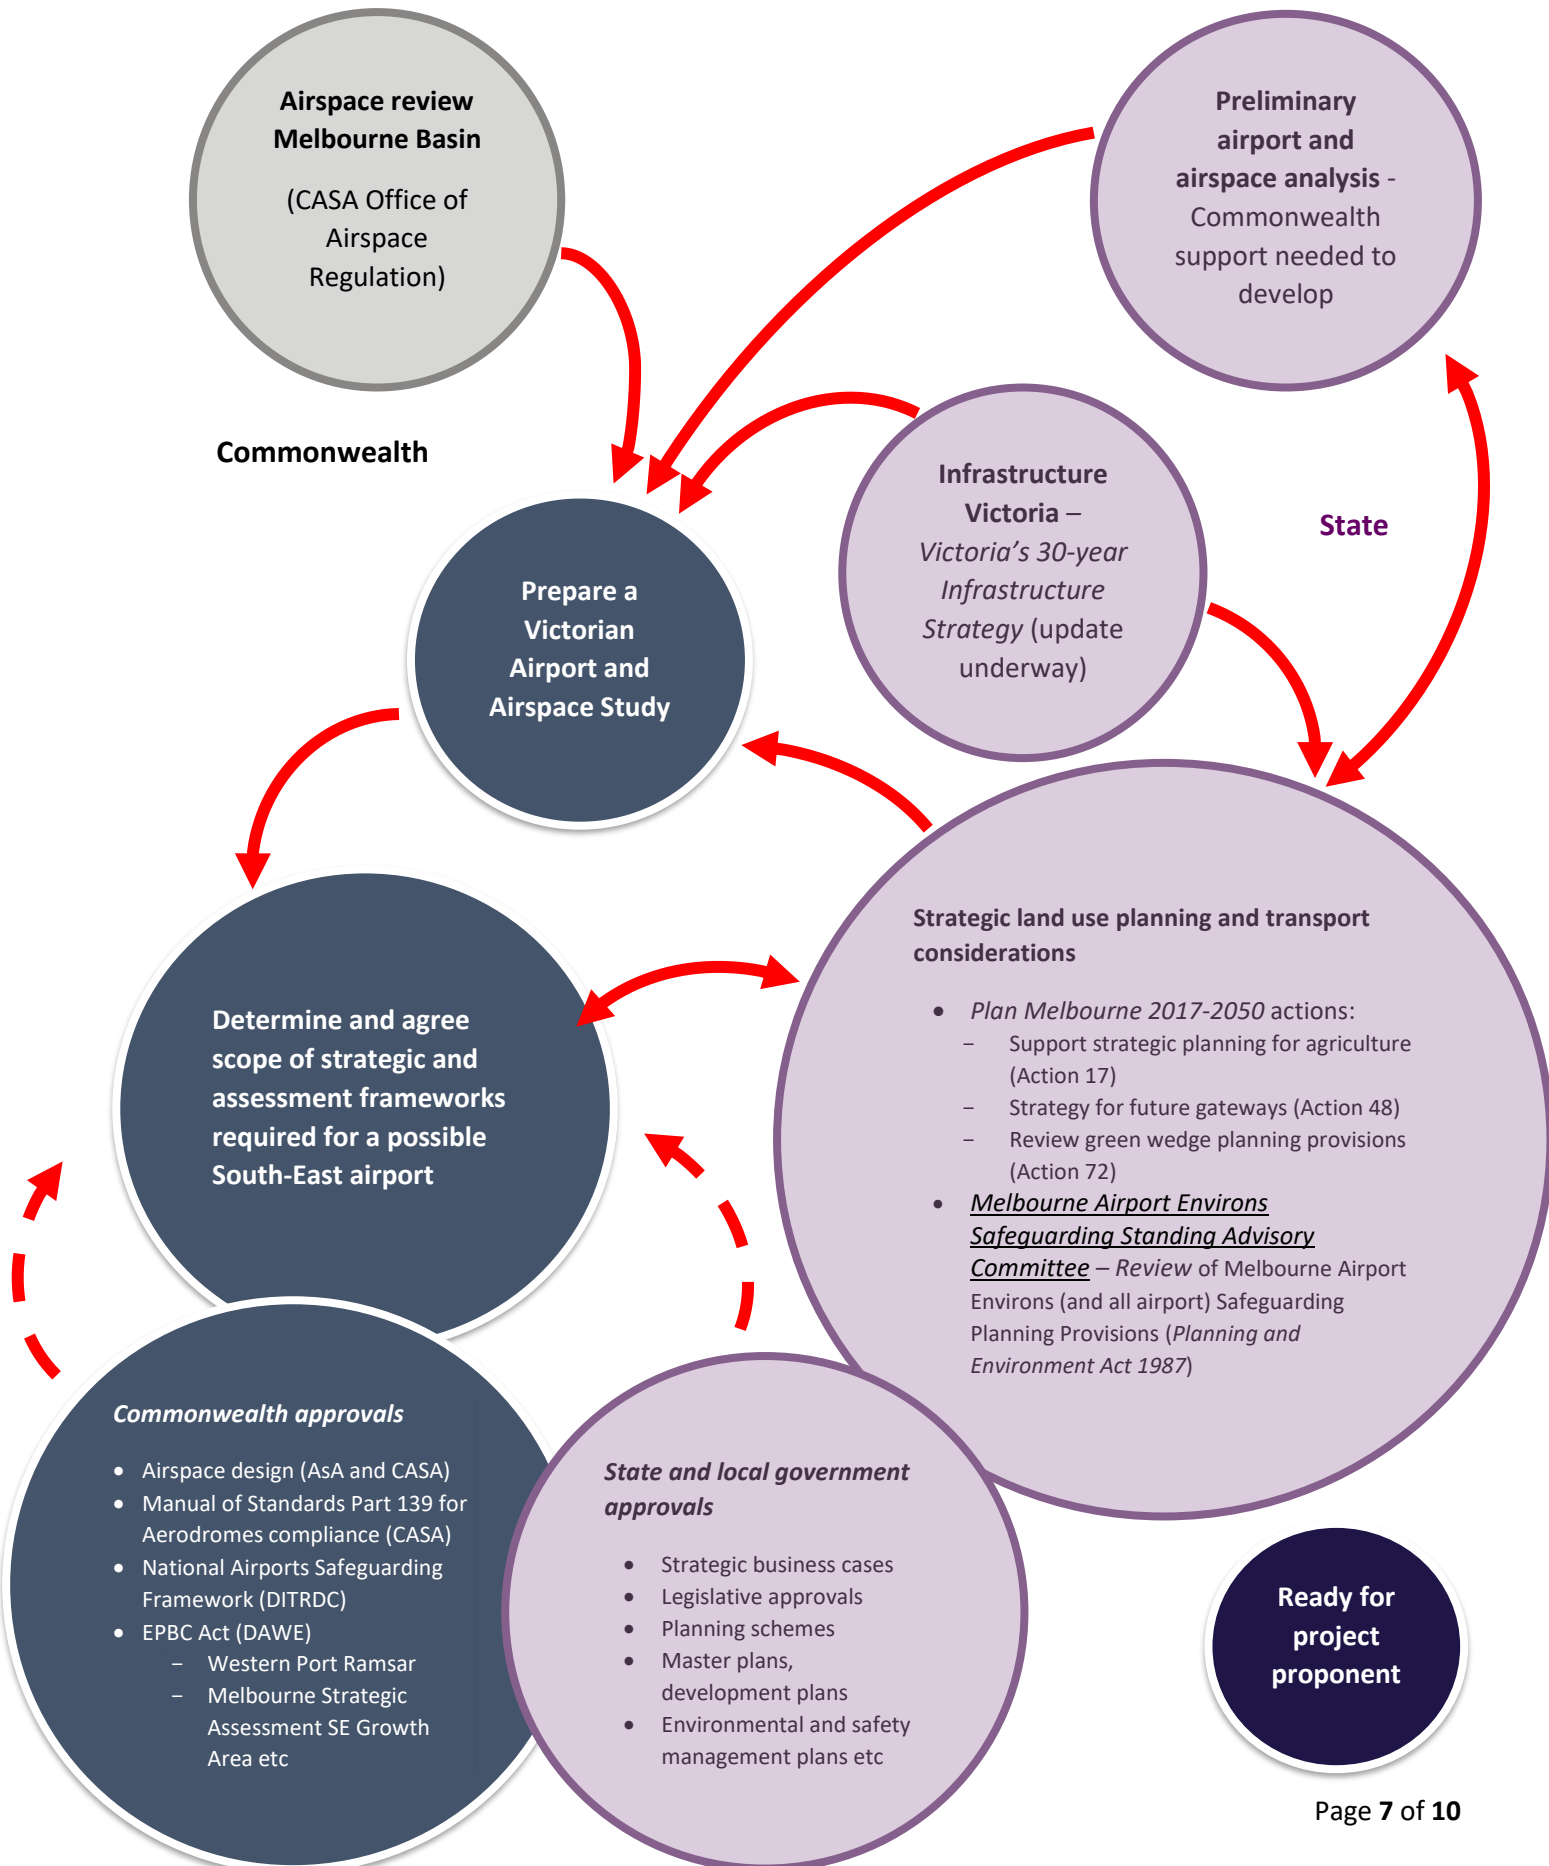 Airspace review
Melbourne Basin
(CASA Office of
Airspace
Regulation)
Preliminary
airport and
airspace analysis -
Commonwealth
support needed to
develop
Commonwealth
Infrastructure
Victoria –
Victoria's 30-year
Infrastructure
Strategy (update
underway)
State
Prepare a
Victorian
Airport and
Airspace Study
Strategic land use planning and transport
considerations
• Plan Melbourne 2017-2050 actions:
− Support strategic planning for agriculture
(Action 17)
− Strategy for future gateways (Action 48)
− Review green wedge planning provisions
(Action 72)
• Melbourne Airport Environs
Safeguarding Standing Advisory
Committee – Review of Melbourne Airport
Environs (and all airport) Safeguarding
Planning Provisions (Planning and
Environment Act 1987)
Determine and agree
scope of strategic and
assessment frameworks
required for a possible
South-East airport
Commonwealth approvals
• Airspace design (AsA and CASA)
• Manual of Standards Part 139 for
Aerodromes compliance (CASA)
• National Airports Safeguarding
Framework (DITRDC)
• EPBC Act (DAWE)
− Western Port Ramsar
− Melbourne Strategic
Assessment SE Growth
Area etc
State and local government
approvals
• Strategic business cases
• Legislative approvals
• Planning schemes
• Master plans,
development plans
• Environmental and safety
management plans etc
Ready for
project
proponent
Page 7 of 10